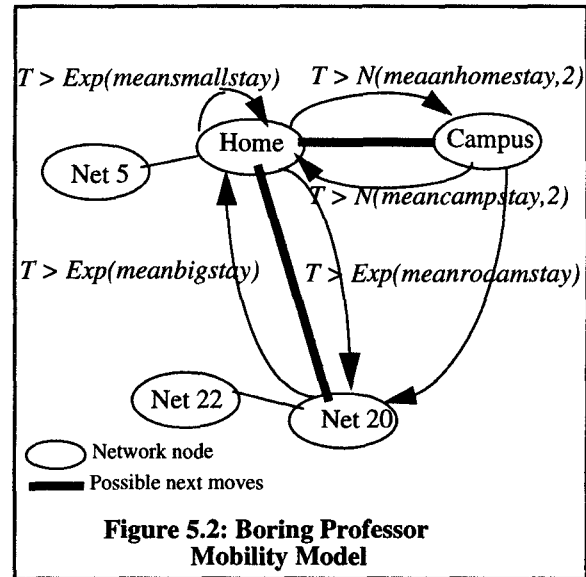 T > Exp(meansmallstay)
T > N(meaanhomestay,2)
Home
Campus
Net 5
T > N(meancampstay,2)
T > Exp(meanbigstay)
T > Exp(meanrodamstay)
Net 22
Net 20
Network node
Possible next moves
Figure 5.2: Boring Professor
Mobility Model